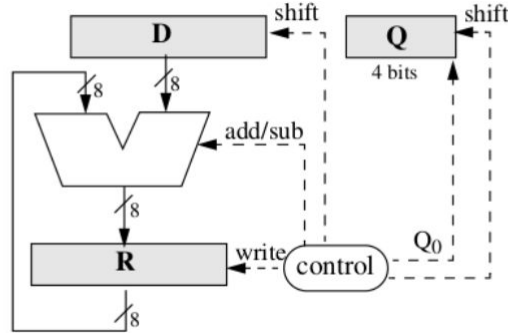 shift
shift
D
Q
4 bits
8
8
add/sub
8
R
write
control
Q0
8